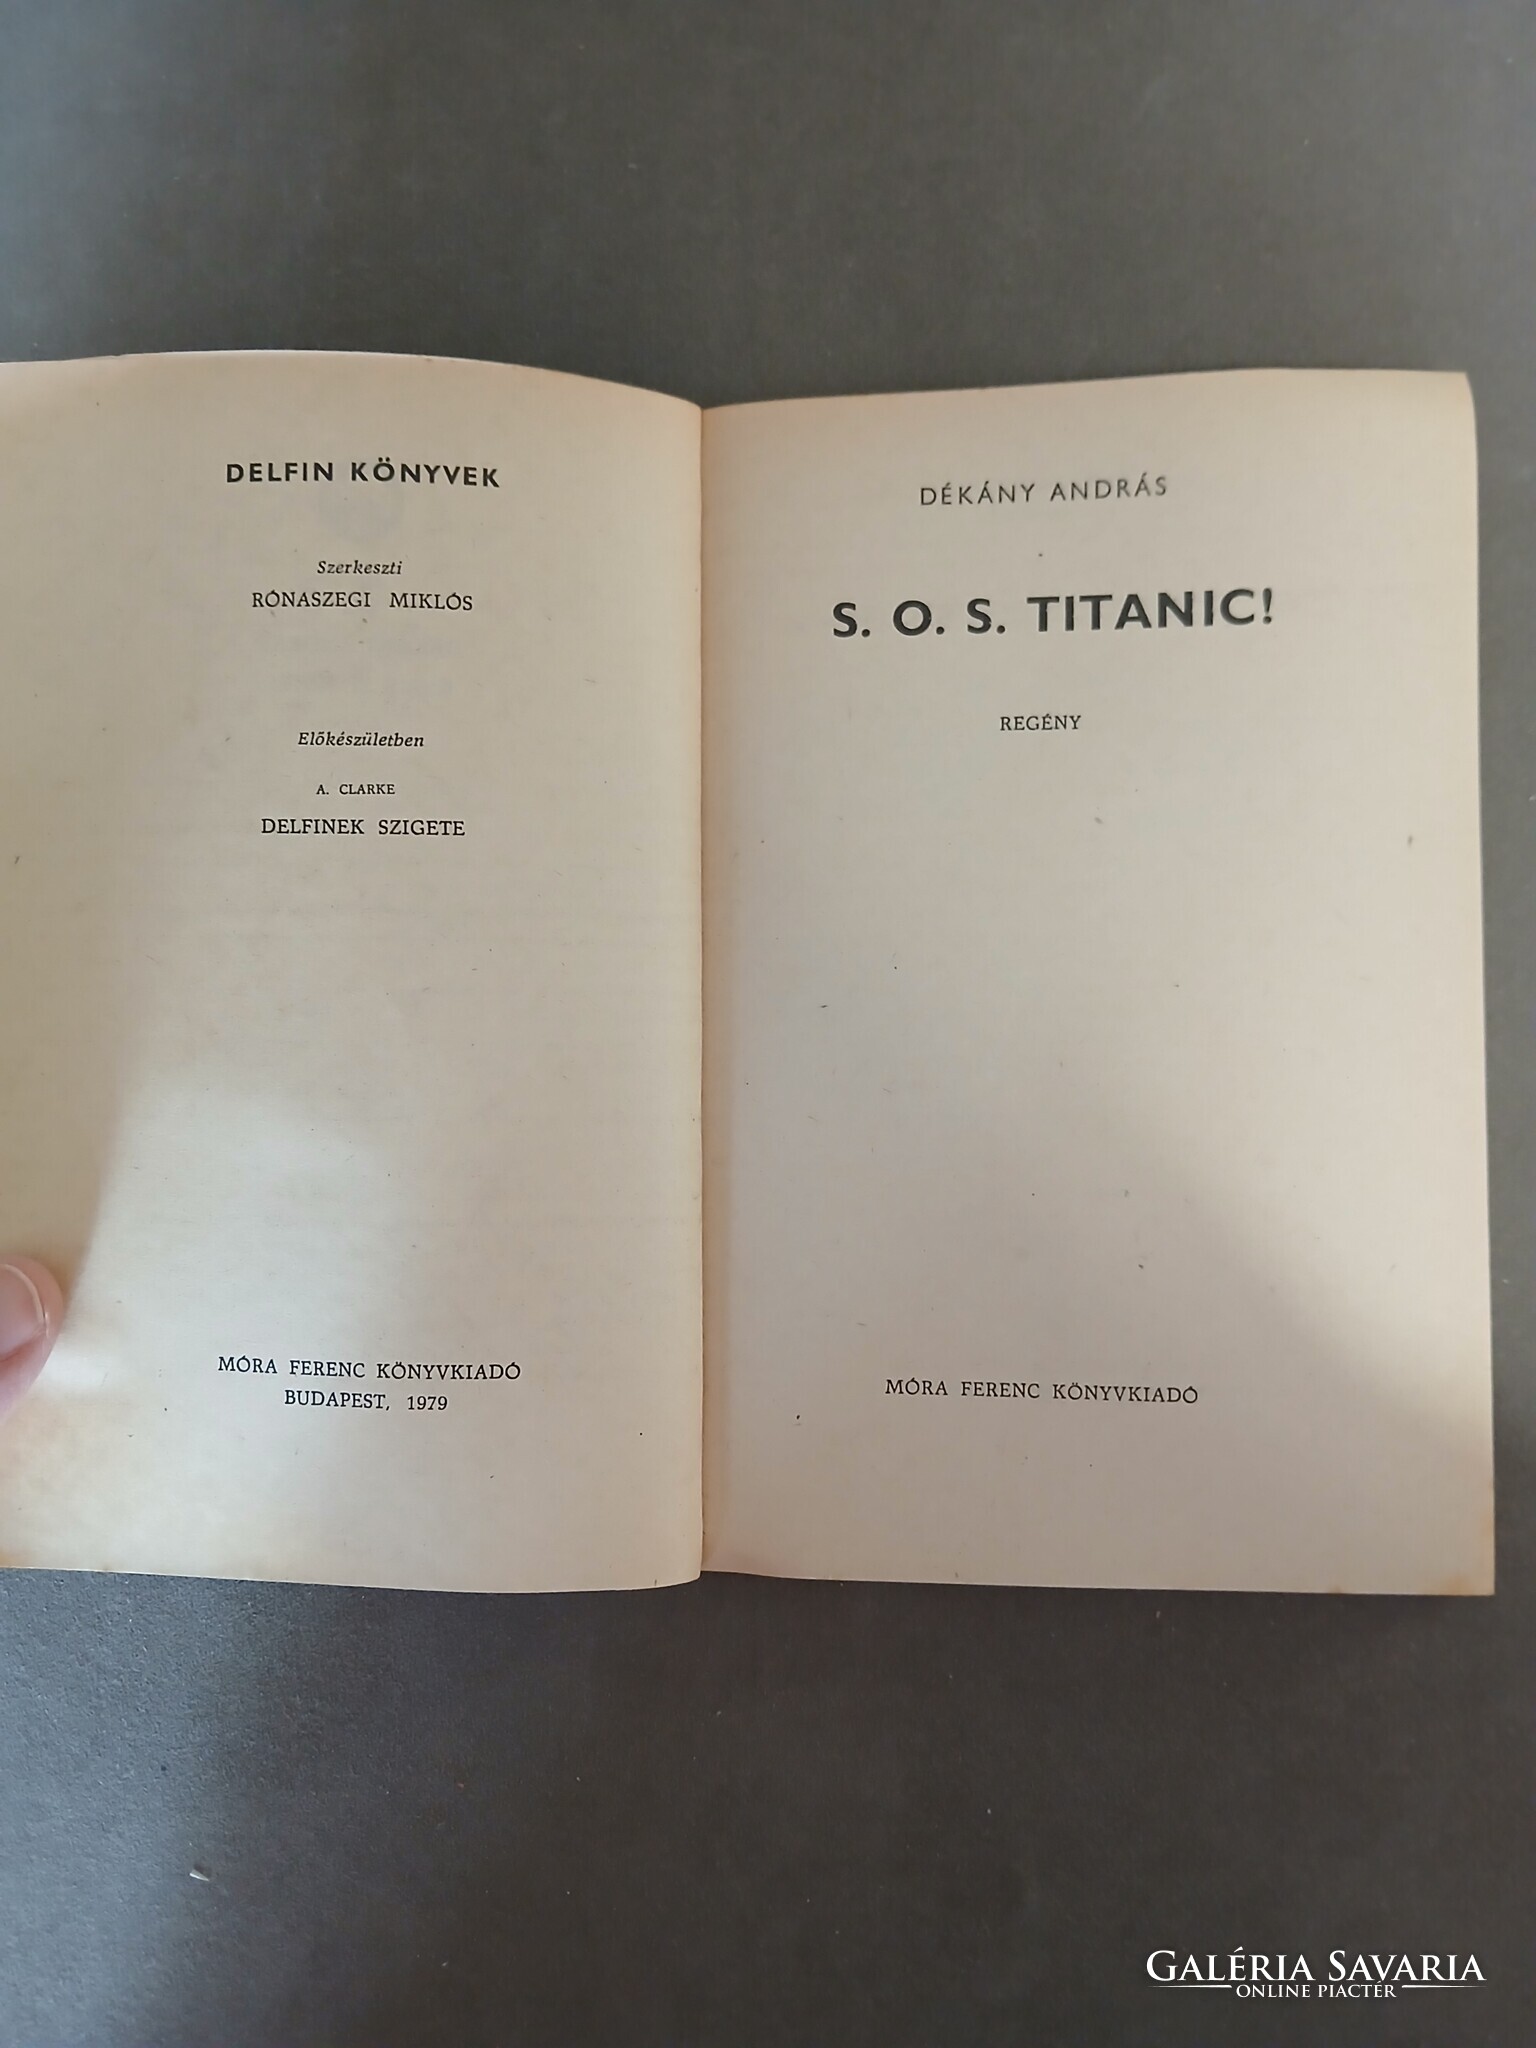 DELFIN KÖNYVEK
Szerkeszti
RÓNASZEGI MIKLÓS
Előkészületben
A. CLARKE
DELFINEK SZIGETE
MÓRA FERENC KÖNYVKIADÓ
BUDAPEST, 1979
DÉKÁNY ANDRÁS
S. O. S. TITANIC!
REGÉNY
MÓRA FERENC KÖNYVKIADÓ
GALÉRIA SAVARIA
ONLINE PIACTÉR